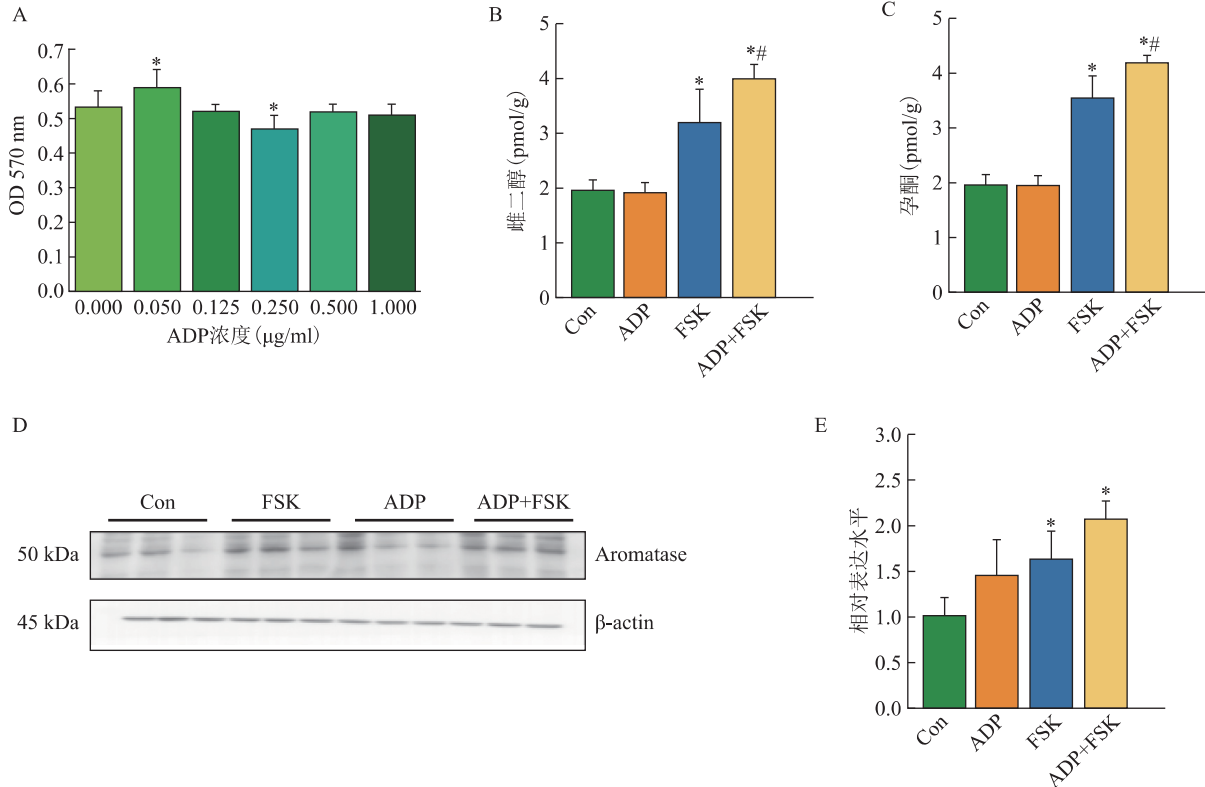 A
OD 570 nm
0.7
0.6
0.5
0.4
0.3
0.2
0.1
0.0
*
*
0.000 0.050 0.125 0.250 0.500 1.000
ADP浓度(μg/ml)
B
雌二醇(pmol/g)
5
4
3
2
1
0
*
*#
Con ADP FSK ADP+FSK
C
孕酮(pmol/g)
5
4
3
2
1
0
*
*#
Con ADP FSK ADP+FSK
D
Con FSK ADP ADP+FSK
50 kDa Aromatase
45 kDa β-actin
E
相对表达水平
3.0
2.5
2.0
1.5
1.0
0.5
0.0
*
*
Con ADP FSK ADP+FSK